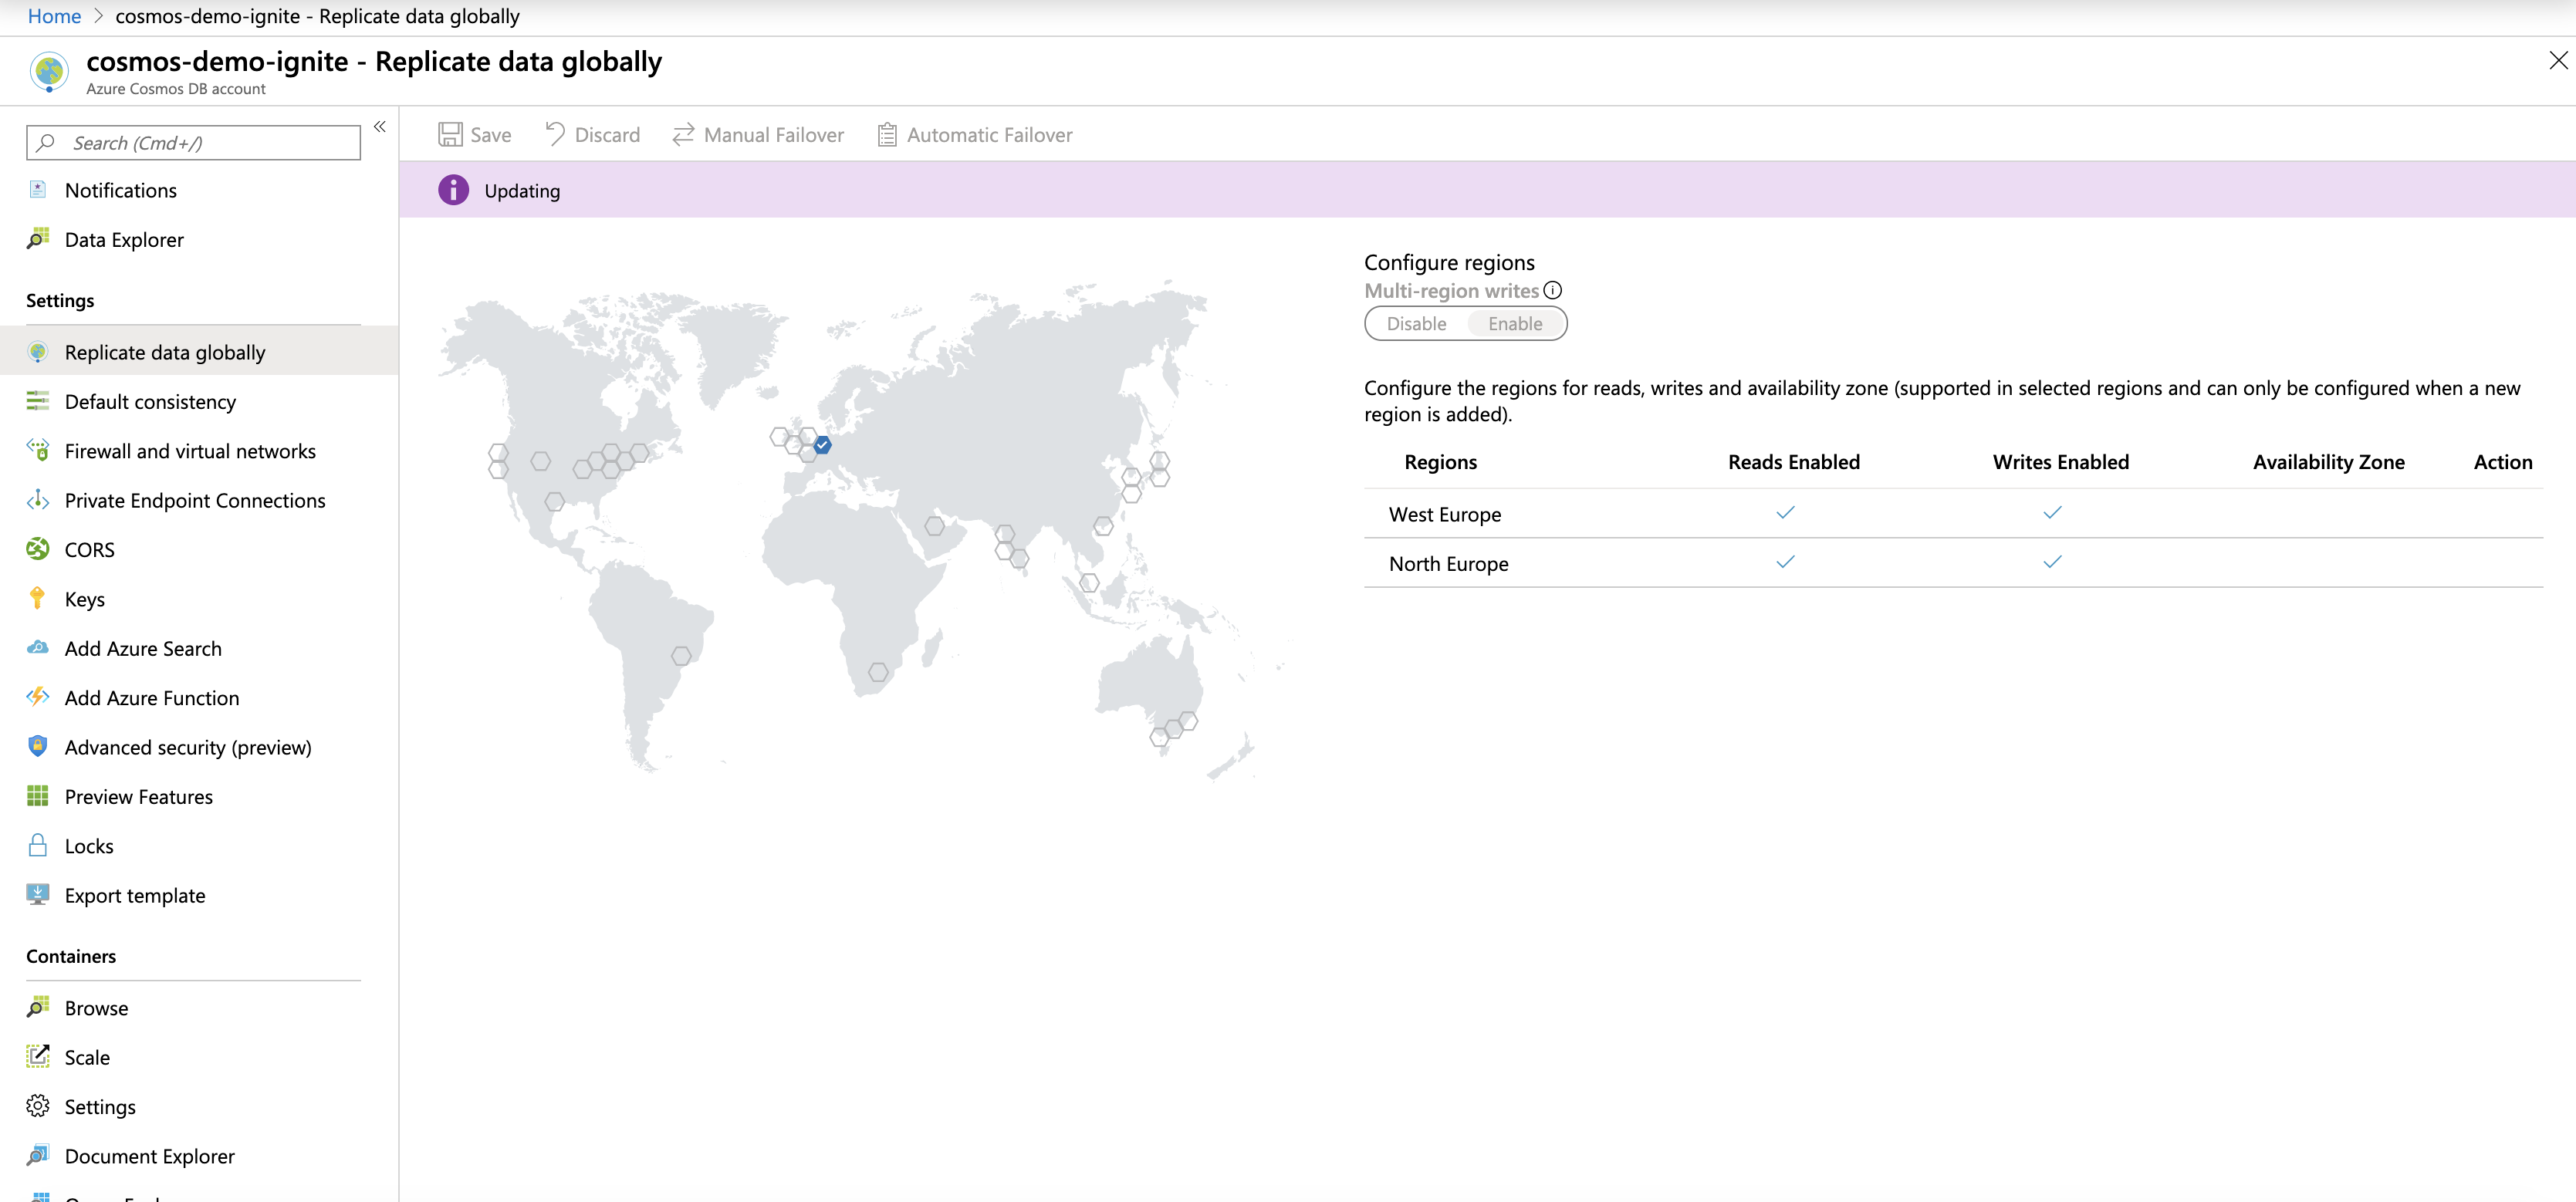 Home > cosmos-demo-ignite - Replicate data globally
cosmos-demo-ignite - Replicate data globally
Azure Cosmos DB account
Search (Cmd+/)
Notifications
Data Explorer
Settings
Replicate data globally
Default consistency
Firewall and virtual networks
Private Endpoint Connections
CORS
Keys
Add Azure Search
Add Azure Function
Advanced security (preview)
Preview Features
Locks
Export template
Containers
Browse
Scale
Settings
Document Explorer
Save Discard Manual Failover Automatic Failover
Updating
Configure regions
Multi-region writes
Disable Enable
Configure the regions for reads, writes and availability zone (supported in selected regions and can only be configured when a new
region is added).
Regions Reads Enabled Writes Enabled Availability Zone Action
West Europe
North Europe